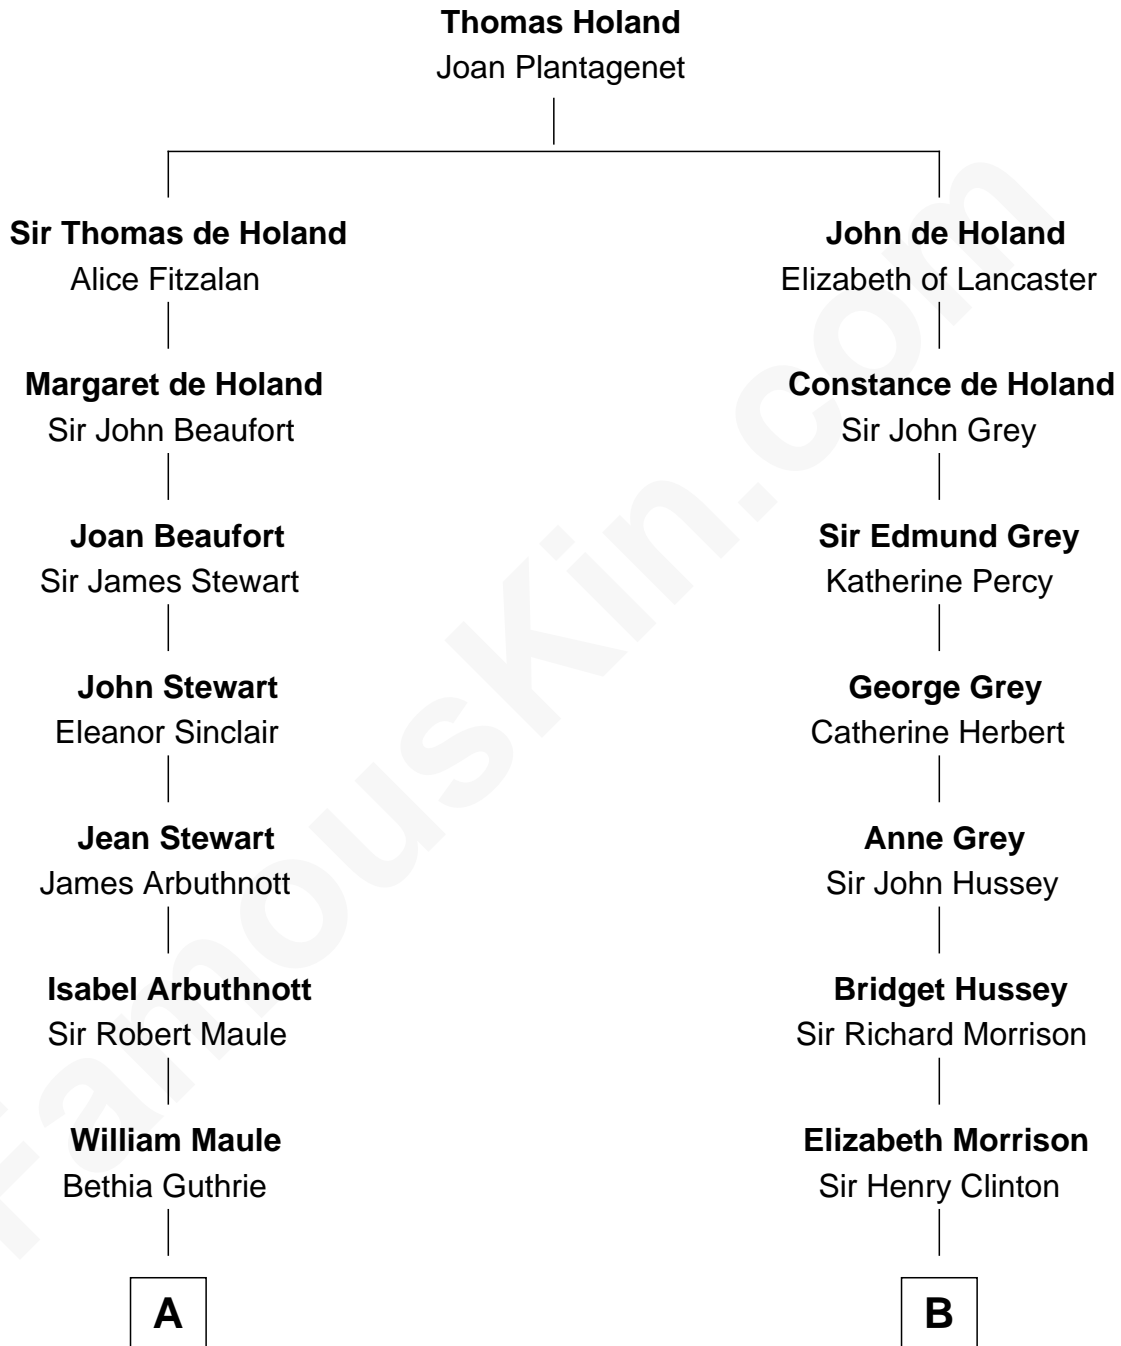 Thomas Holand
Joan Plantagenet
Sir Thomas de Holand
Alice Fitzalan
John de Holand
Elizabeth of Lancaster
Margaret de Holand
Sir John Beaufort
Constance de Holand
Sir John Grey
Joan Beaufort
Sir James Stewart
Sir Edmund Grey
Katherine Percy
John Stewart
Eleanor Sinclair
George Grey
Catherine Herbert
Jean Stewart
James Arbuthnott
Anne Grey
Sir John Hussey
Isabel Arbuthnott
Sir Robert Maule
Bridget Hussey
Sir Richard Morrison
William Maule
Bethia Guthrie
Elizabeth Morrison
Sir Henry Clinton
A
B
FamousKin.com